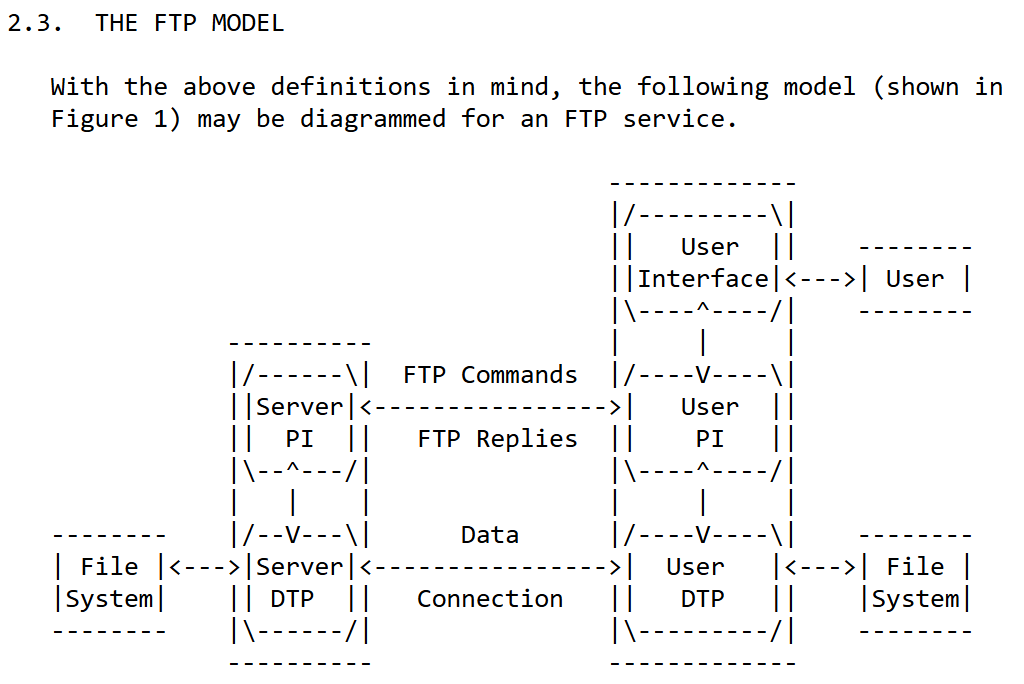 2.3.  THE FTP MODEL

   With the above definitions in mind, the following model (shown in
   Figure 1) may be diagrammed for an FTP service.

                                         -------------
                                         |/---------\|
                                         ||   User  ||    --------
                                         ||Interface|<--->| User |
                                         |\----^----/|    --------
               ----------                |     |     |
               |/------\|  FTP Commands  |/----V----\|
               ||Server|<---------------->|   User  ||
               ||  PI  ||   FTP Replies  ||    PI   ||
               |\--^---/|                |\----^----/|
               |   |    |                |     |     |
   --------    |/--V---\|      Data      |/----V----\|    --------
   | File |<--->|Server|<---------------->|  User   |<--->| File |
   |System|    || DTP  ||   Connection   ||   DTP   ||    |System|
   --------    |\------/|                |\---------/|    --------
               ----------                -------------